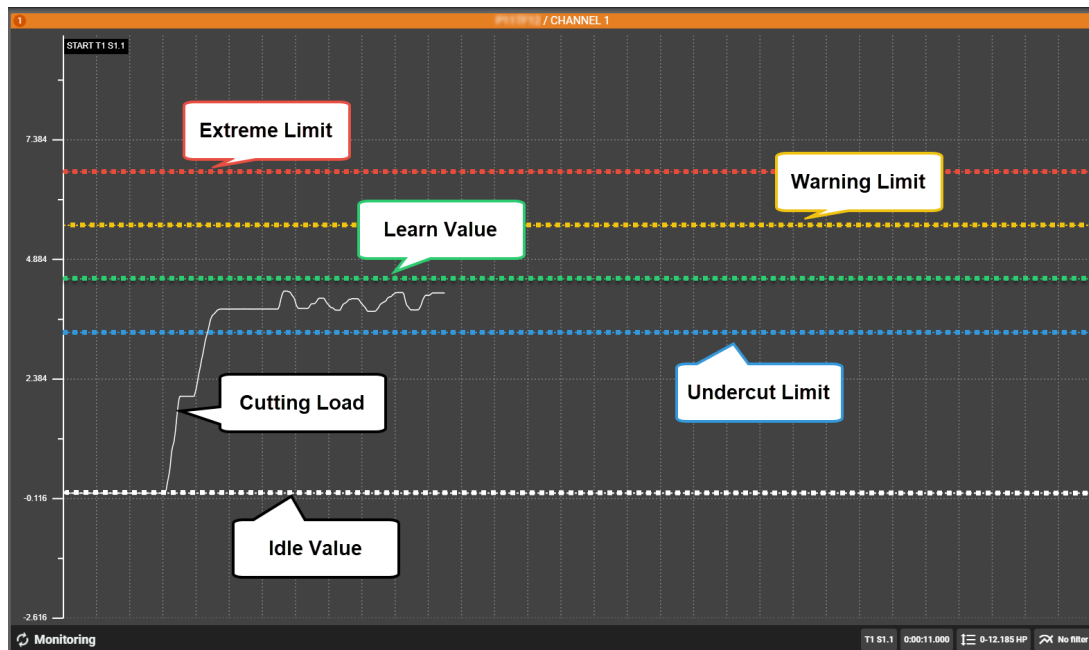 1
/ CHANNEL 1
START T1 S1.1
7.384
Extreme Limit
Warning Limit
Learn Value
4.884
Undercut Limit
2.384
Cutting Load
-0.116
Idle Value
-2.616
Monitoring
T1 S1.1
0:00:11.000
0-12.185 HP
No filter